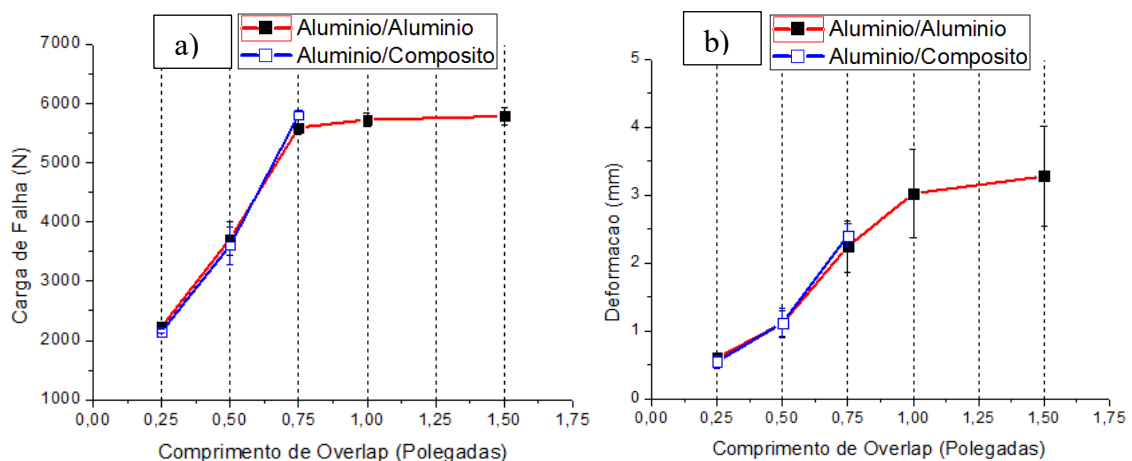 a)
Aluminio/Aluminio
Aluminio/Composito
7000
6000
5000
4000
3000
2000
1000
Carga de Falha (N)
0,00 0,25 0,50 0,75 1,00 1,25 1,50 1,75
Comprimento de Overlap (Polegadas)
b)
Aluminio/Aluminio
Aluminio/Composito
5
4
3
2
1
0
Deformacao (mm)
0,00 0,25 0,50 0,75 1,00 1,25 1,50 1,75
Comprimento de Overlap (Polegadas)